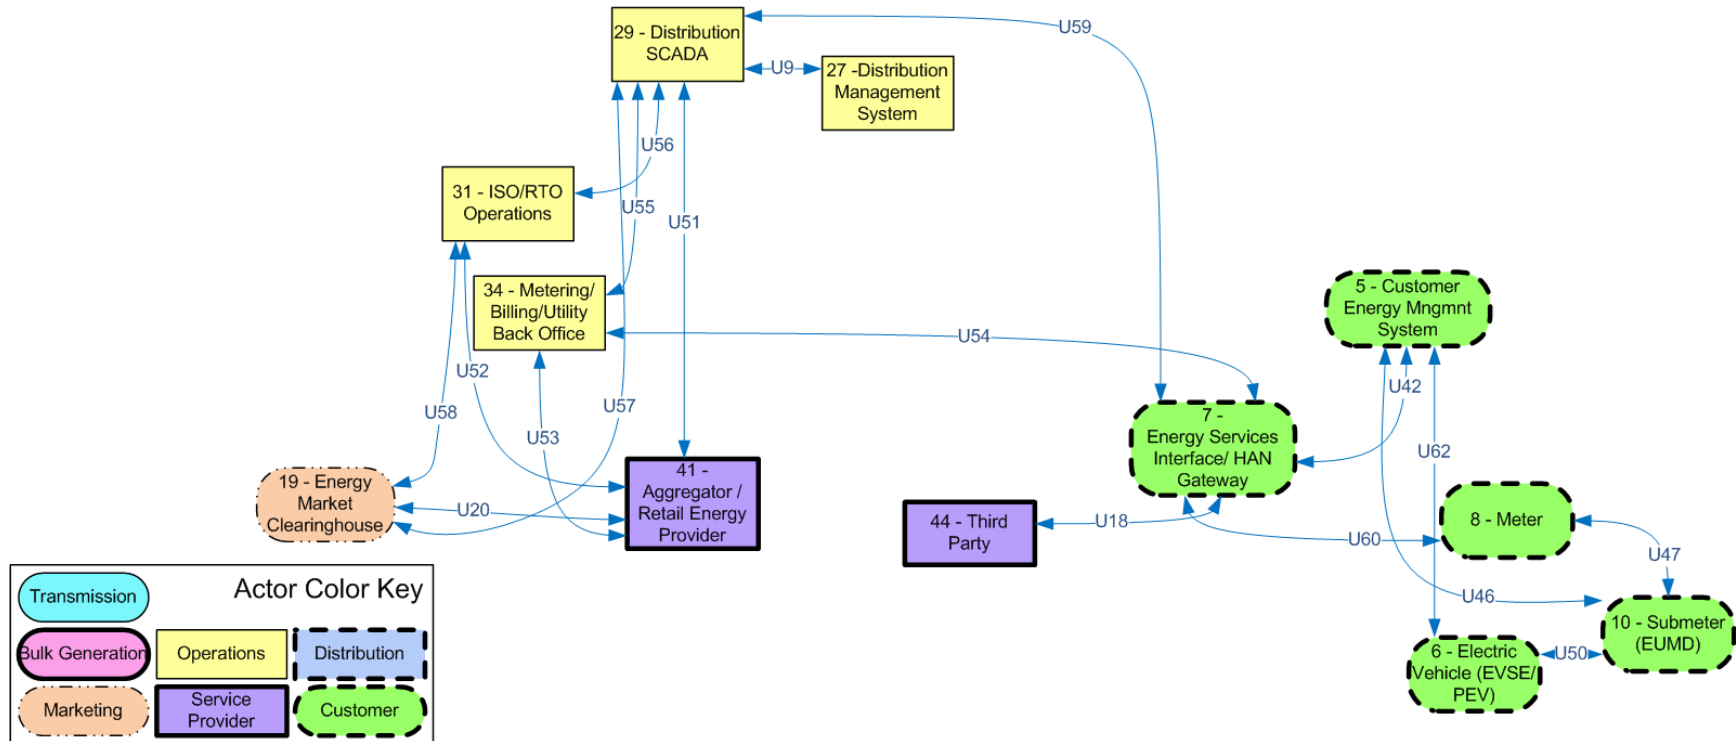 29 - Distribution
SCADA
U59
U9
27 -Distribution
Management
System
U56
31 - ISO/RTO
Operations
U55
U51
34 - Metering/
Billing/Utility
Back Office
5 - Customer
Energy Mngmnt
System
U54
U52
U58
U57
U53
U42
U62
7 -
Energy Services
Interface/ HAN
Gateway
19 - Energy
Market
Clearinghouse
U20
41 -
Aggregator /
Retail Energy
Provider
44 - Third
Party
U18
U60
8 - Meter
U47
U46
10 - Submeter
(EUMD)
U50
6 - Electric
Vehicle (EVSE/
PEV)
Actor Color Key
Transmission
Bulk Generation
Operations
Distribution
Marketing
Service
Provider
Customer